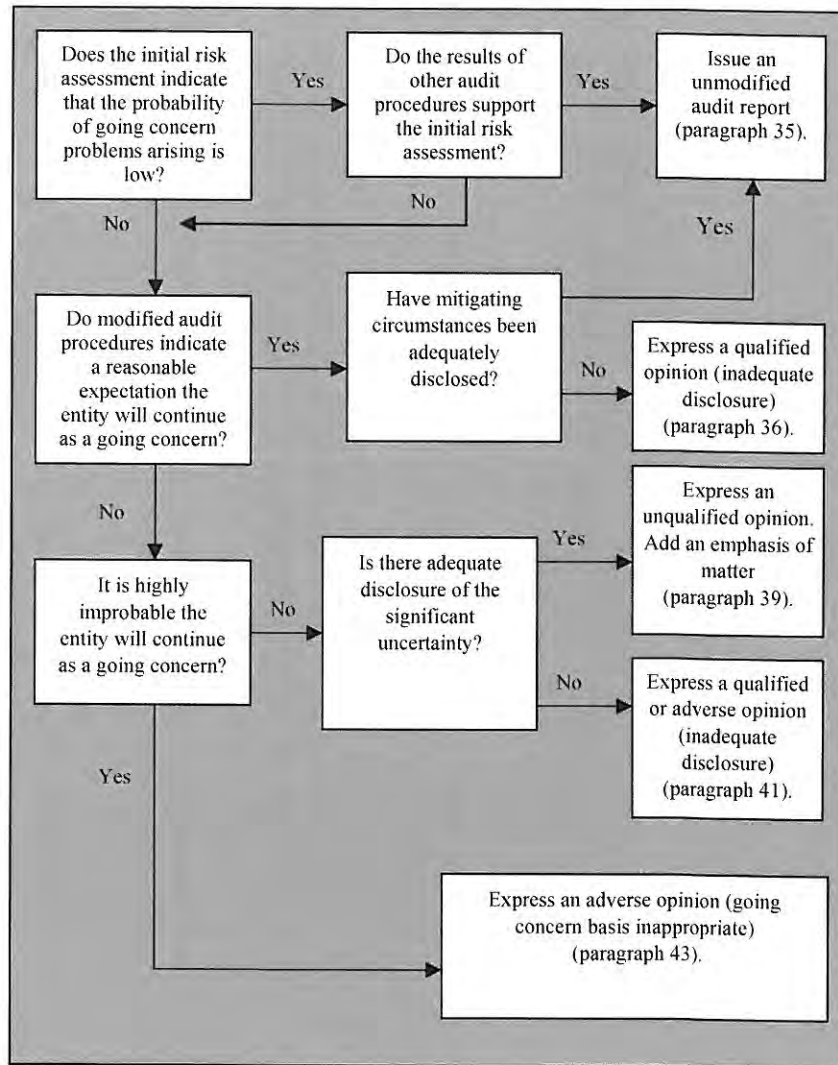 Does the initial risk
assessment indicate
that the probability
of going concern
problems arising is
low?
Yes
Do the results of
other audit
procedures support
the initial risk
assessment?
Yes
Issue an
unmodified
audit report
(paragraph 35).
No
No
Yes
Do modified audit
procedures indicate
a reasonable
expectation the
entity will continue
as a going concern?
Yes
Have mitigating
circumstances been
adequately
disclosed?
No
Express a qualified
opinion (inadequate
disclosure)
(paragraph 36).
No
It is highly
improbable the
entity will continue
as a going concern?
No
Is there adequate
disclosure of the
significant
uncertainty?
Yes
Express an
unqualified opinion.
Add an emphasis of
matter
(paragraph 39).
No
Express a qualified
or adverse opinion
(inadequate
disclosure)
(paragraph 41).
Yes
Express an adverse opinion (going
concern basis inappropriate)
(paragraph 43).